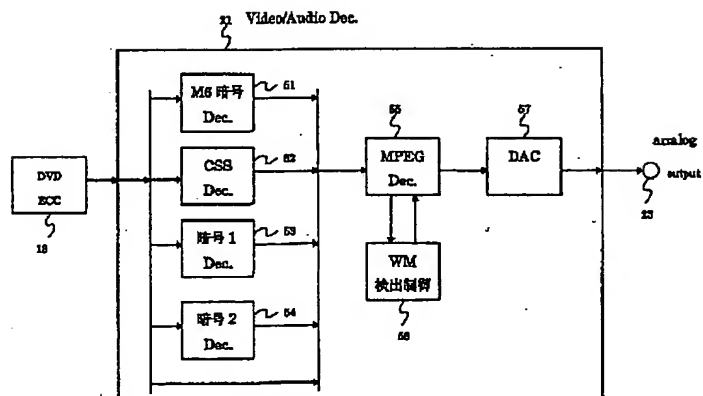 21 Video/Audio Dec.
M6 暗号
Dec.
51
CSS
Dec.
52
暗号 1
Dec.
53
暗号 2
Dec.
54
DVD
ECC
18
55
MPEG
Dec.
WM
検出制御
56
57
DAC
analog
output
23